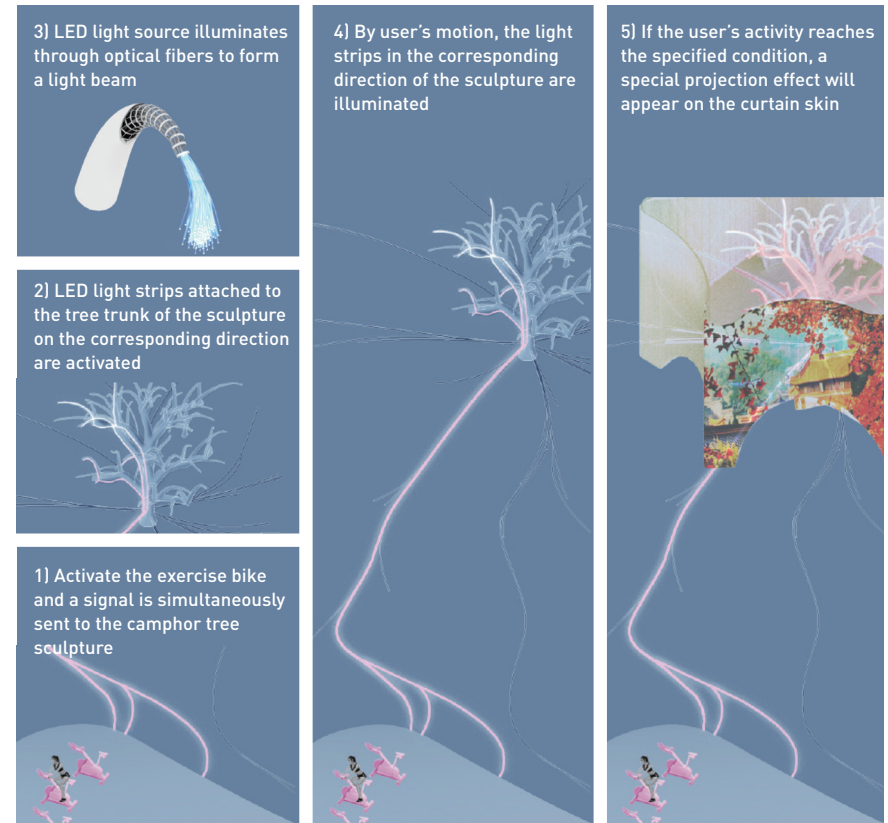 3) LED light source illuminates
through optical fibers to form
a light beam
2) LED light strips attached to
the tree trunk of the sculpture
on the corresponding direction
are activated
1) Activate the exercise bike
and a signal is simultaneously
sent to the camphor tree
sculpture
4) By user’s motion, the light
strips in the corresponding
direction of the sculpture are
illuminated
5) If the user’s activity reaches
the specified condition, a
special projection effect will
appear on the curtain skin